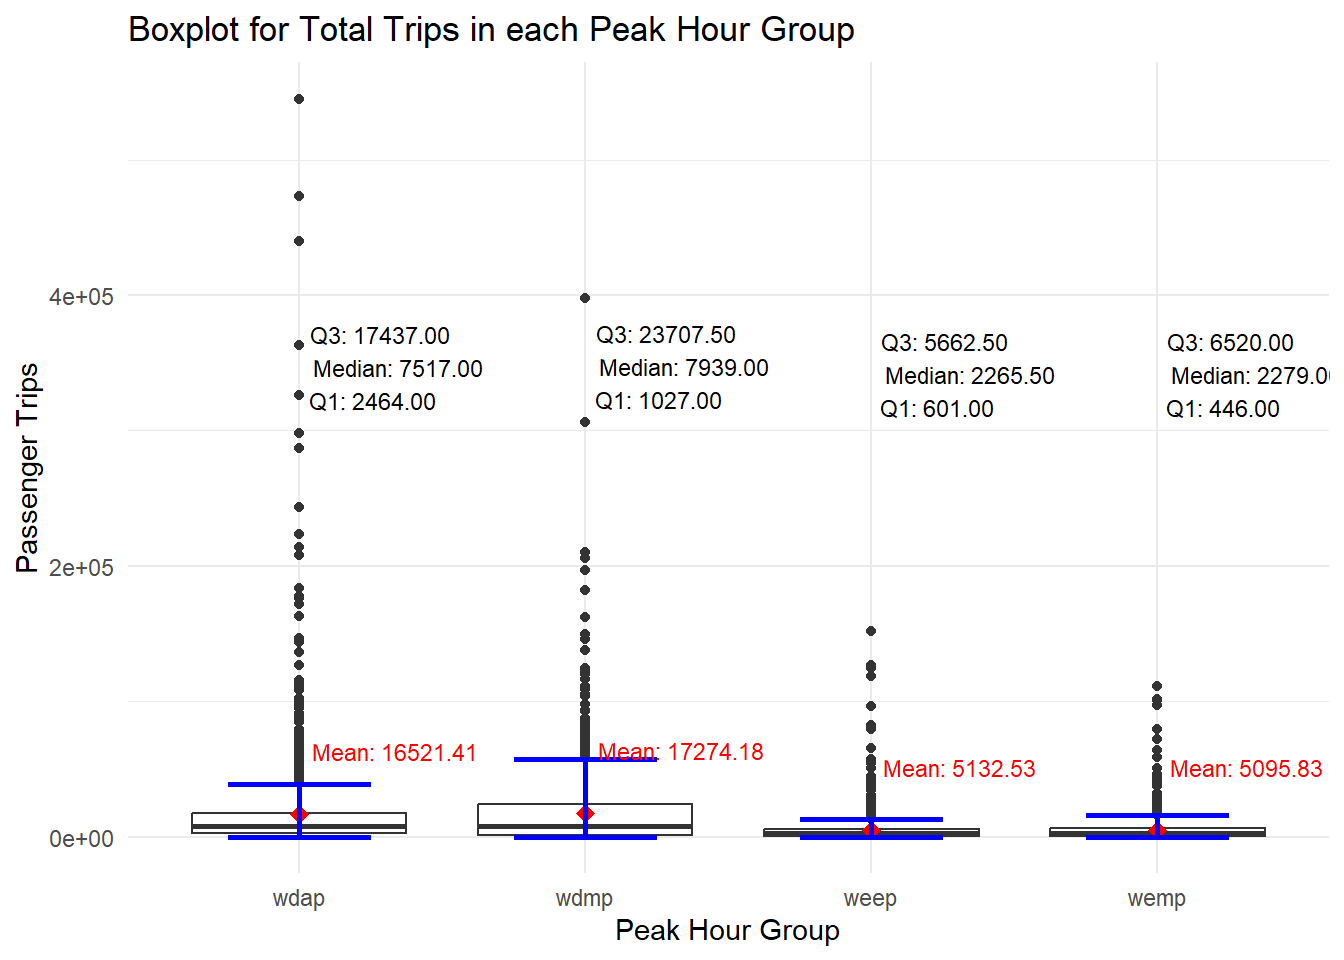 Boxplot for Total Trips in each Peak Hour Group
Passenger Trips
4e+05
2e+05
0e+00
Q3: 17437.00
Median: 7517.00
Q1: 2464.00
Q3: 23707.50
Median: 7939.00
Q1: 1027.00
Q3: 5662.50
Median: 2265.50
Q1: 601.00
Q3: 6520.00
Median: 2279.00
Q1: 446.00
Mean: 16521.41
Mean: 17274.18
Mean: 5132.53
Mean: 5095.83
wdap
wdmp
weep
wemp
Peak Hour Group